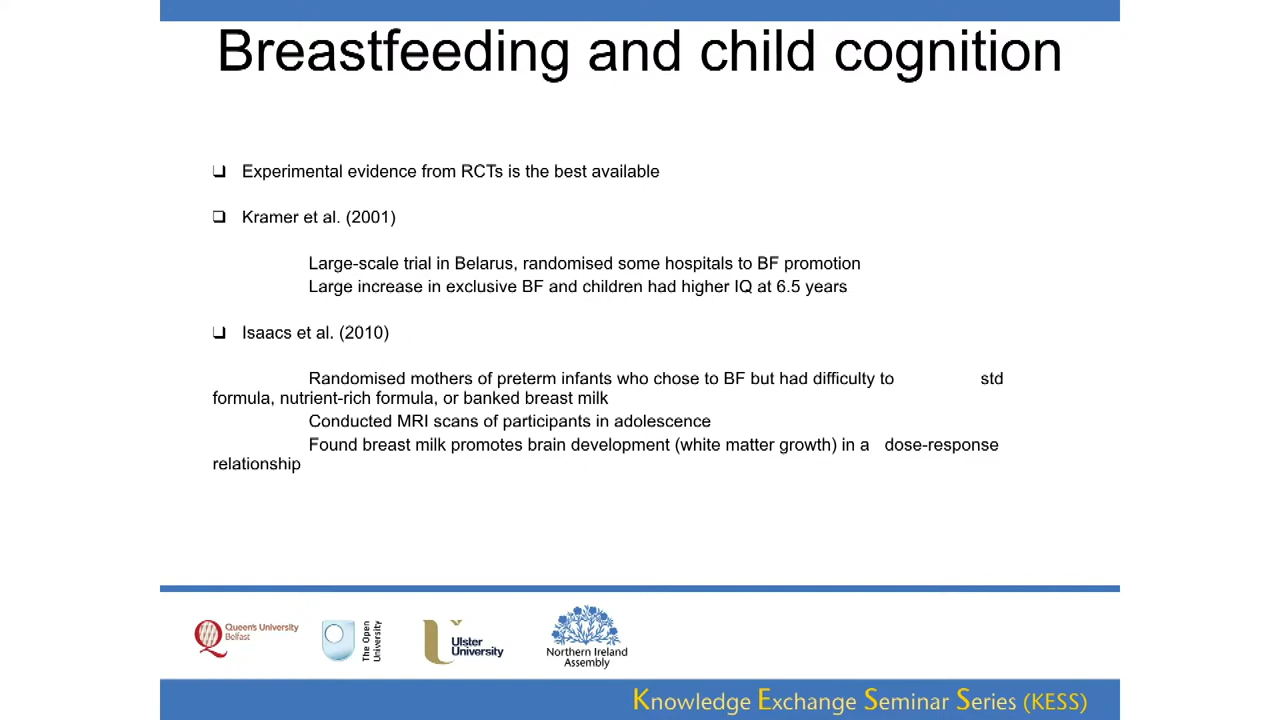 Breastfeeding and child cognition
❑ Experimental evidence from RCTs is the best available
❑ Kramer et al. (2001)
Large-scale trial in Belarus, randomised some hospitals to BF promotion
Large increase in exclusive BF and children had higher IQ at 6.5 years
❑ Isaacs et al. (2010)
Randomised mothers of preterm infants who chose to BF but had difficulty to std
formula, nutrient-rich formula, or banked breast milk
Conducted MRI scans of participants in adolescence
Found breast milk promotes brain development (white matter growth) in a dose-response
relationship
Queen's University
Belfast
The Open
University
Ulster
University
Northern Ireland
Assembly
Knowledge Exchange Seminar Series (KESS)